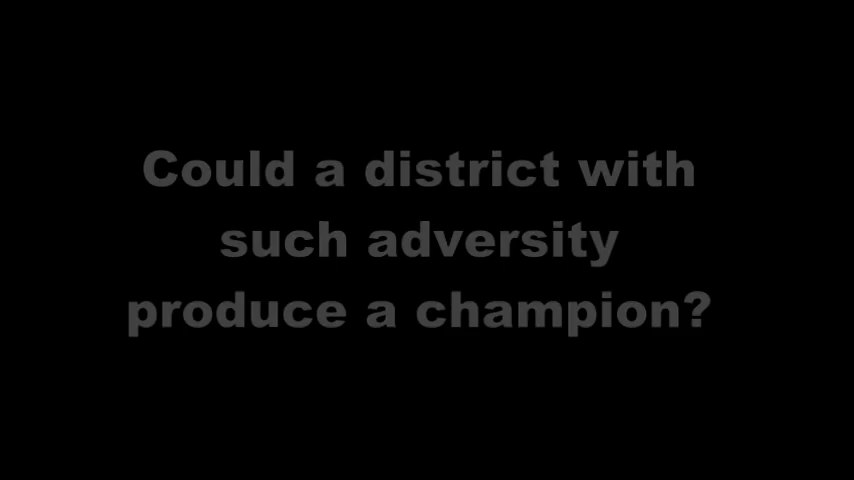 Could a district with
such adversity
produce a champion?